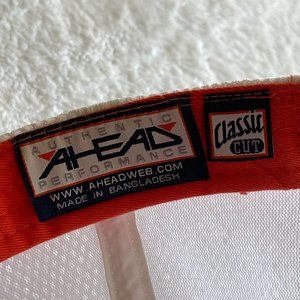 AUTHENTIC
AHEAD
PERFORMANCE
WWW.AHEADWEB.COM
MADE IN BANGLADESH
Classic
CUT